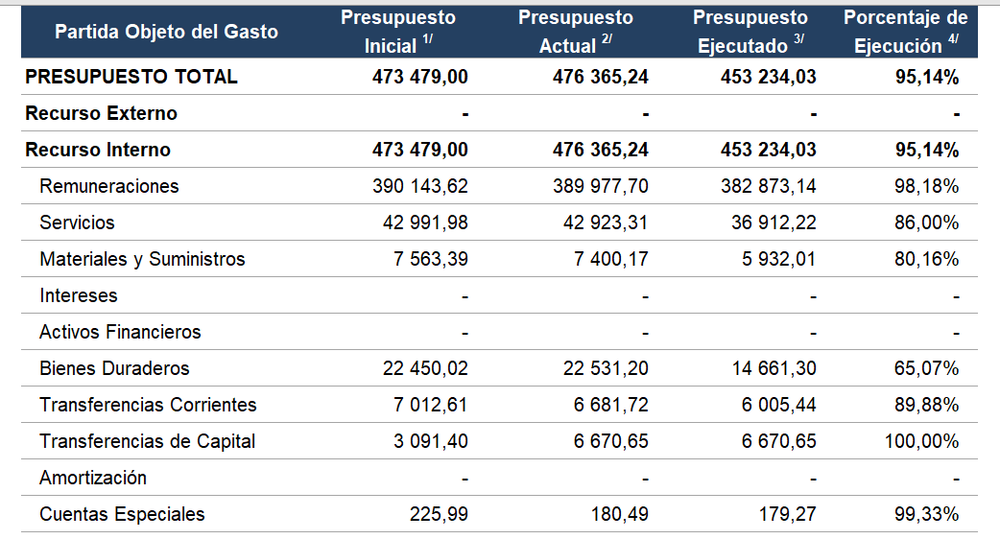 Partida Objeto del Gasto Presupuesto Inicial 1/ Presupuesto Actual 2/ Presupuesto Ejecutado 3/ Porcentaje de Ejecución 4/
PRESUPUESTO TOTAL 473 479,00 476 365,24 453 234,03 95,14%
Recurso Externo - - - -
Recurso Interno 473 479,00 476 365,24 453 234,03 95,14%
Remuneraciones 390 143,62 389 977,70 382 873,14 98,18%
Servicios 42 991,98 42 923,31 36 912,22 86,00%
Materiales y Suministros 7 563,39 7 400,17 5 932,01 80,16%
Intereses - - - -
Activos Financieros - - - -
Bienes Duraderos 22 450,02 22 531,20 14 661,30 65,07%
Transferencias Corrientes 7 012,61 6 681,72 6 005,44 89,88%
Transferencias de Capital 3 091,40 6 670,65 6 670,65 100,00%
Amortización - - - -
Cuentas Especiales 225,99 180,49 179,27 99,33%